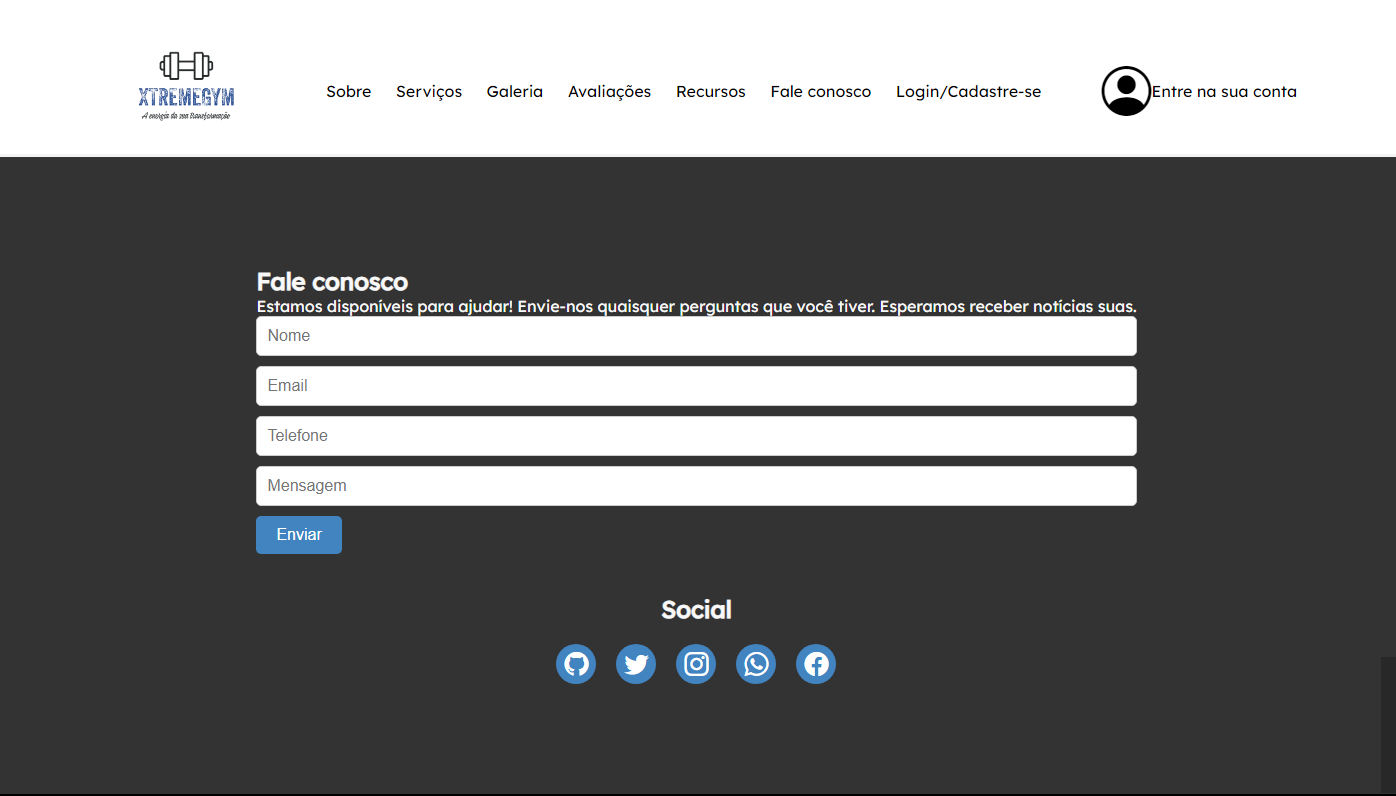 XTREMEGYM
A energia da sua transformação
Sobre Serviços Galeria Avaliações Recursos Fale conosco Login/Cadastre-se Entre na sua conta
Fale conosco
Estamos disponíveis para ajudar! Envie-nos quaisquer perguntas que você tiver. Esperamos receber notícias suas.
Nome
Email
Telefone
Mensagem
Enviar
Social